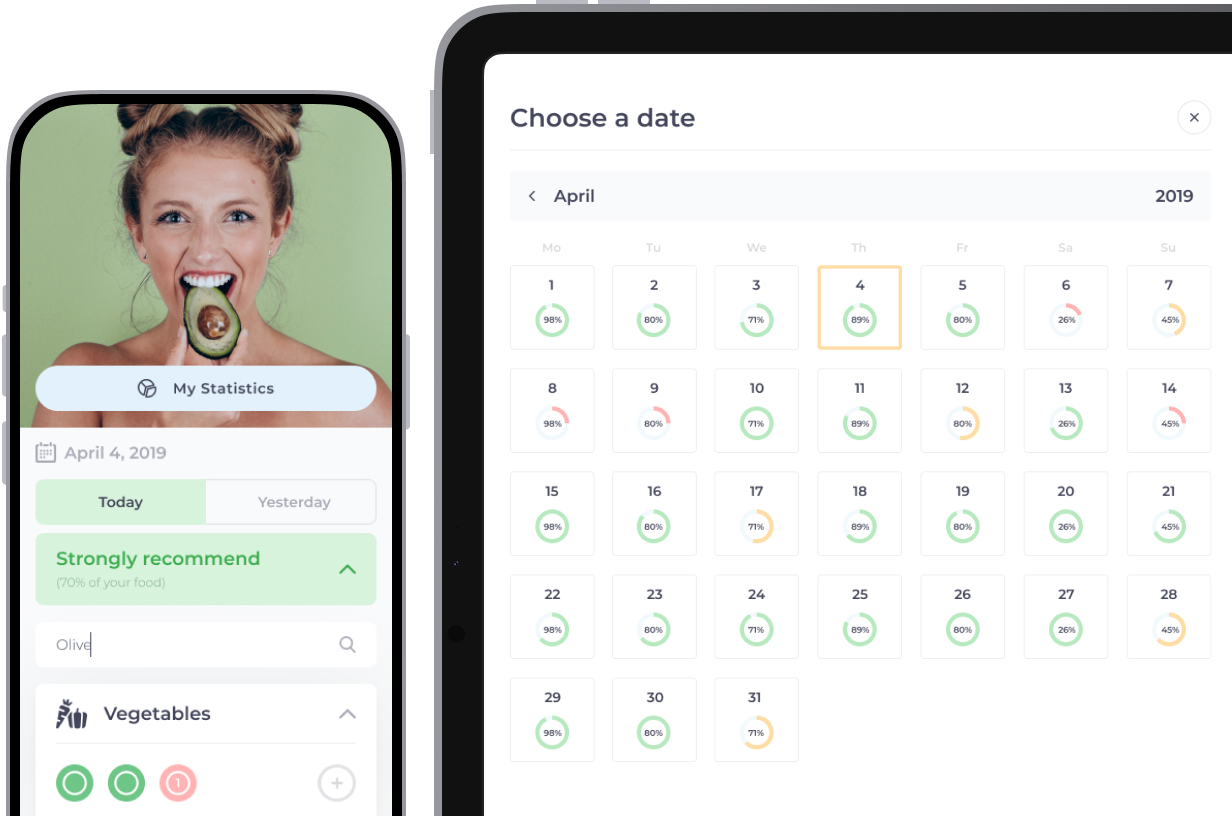 My Statistics
April 4, 2019
Today Yesterday
Strongly recommend
(70% of your food)
Olive
Vegetables
1
Choose a date
April 2019
Mo Tu We Th Fr Sa Su
1 2 3 4 5 6 7
98% 80% 71% 89% 80% 26% 45%
8 9 10 11 12 13 14
98% 80% 71% 89% 80% 26% 45%
15 16 17 18 19 20 21
98% 80% 71% 89% 80% 26% 45%
22 23 24 25 26 27 28
98% 80% 71% 89% 80% 26% 45%
29 30 31
98% 80% 71%